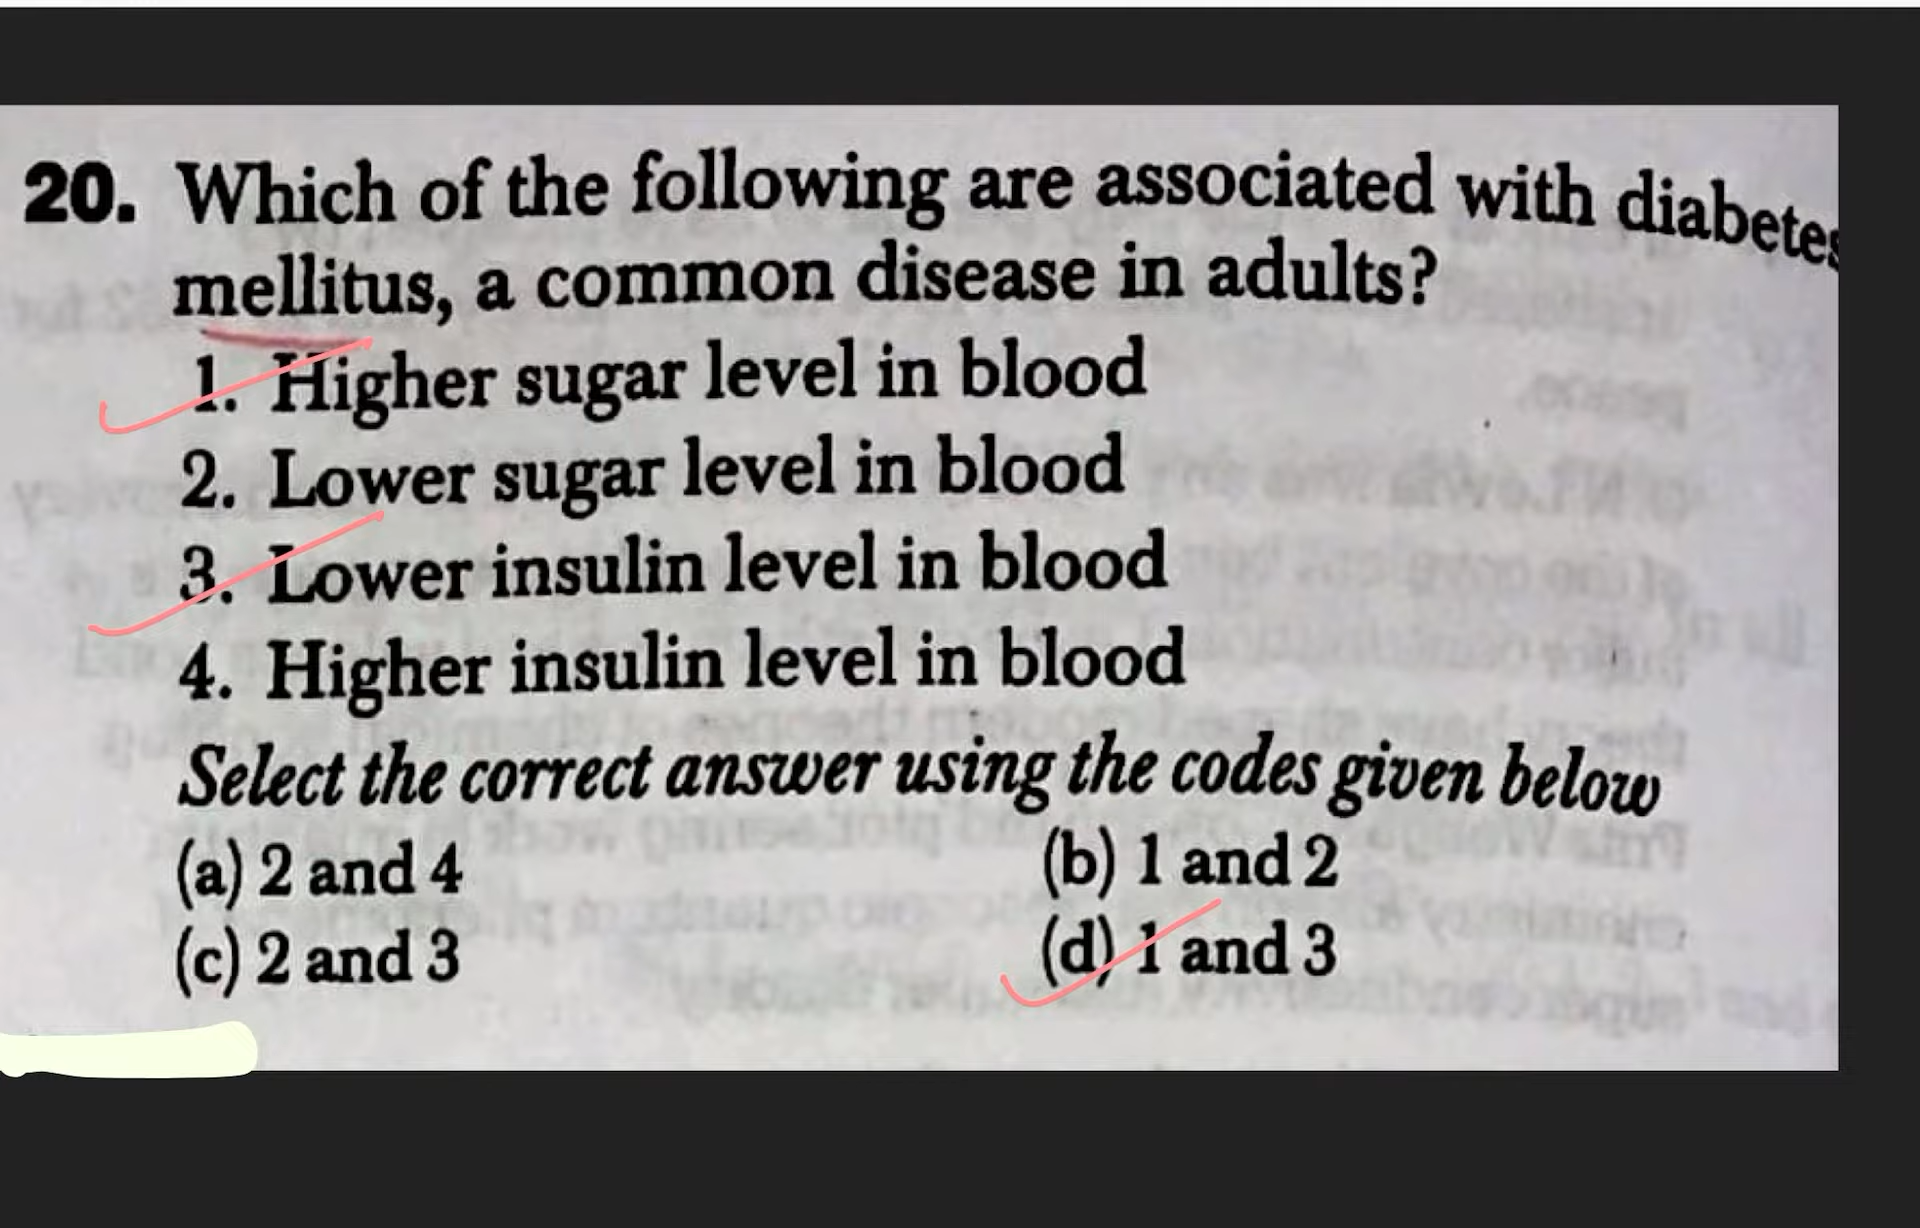 20. Which of the following are associated with diabetes
mellitus, a common disease in adults?
1. Higher sugar level in blood
2. Lower sugar level in blood
3. Lower insulin level in blood
4. Higher insulin level in blood
Select the correct answer using the codes given below
(a) 2 and 4 (b) 1 and 2
(c) 2 and 3 (d) 1 and 3